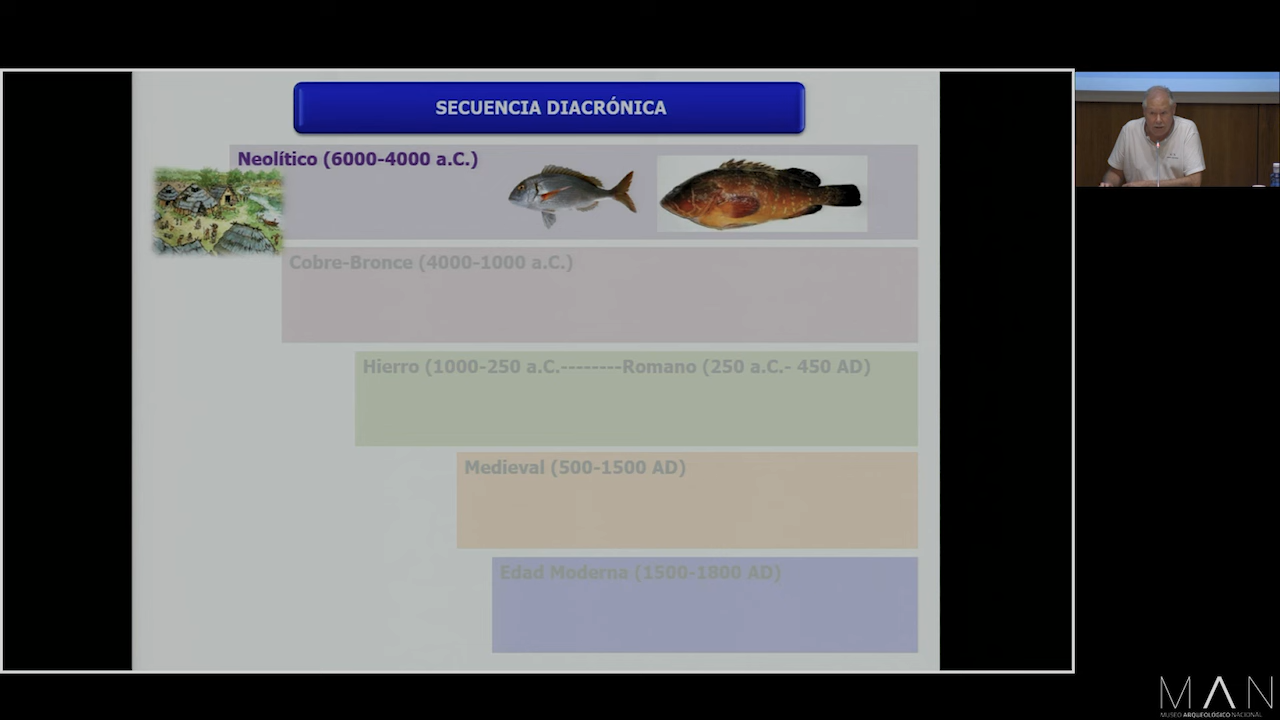 SECUENCIA DIACRÓNICA
Neolítico (6000-4000 a.C.)
Cobre-Bronce (4000-1000 a.C.)
Hierro (1000-250 a.C.--------Romano (250 a.C.- 450 AD)
Medieval (500-1500 AD)
Edad Moderna (1500-1800 AD)
MAN
MUSEO ARQUEOLÓGICO NACIONAL